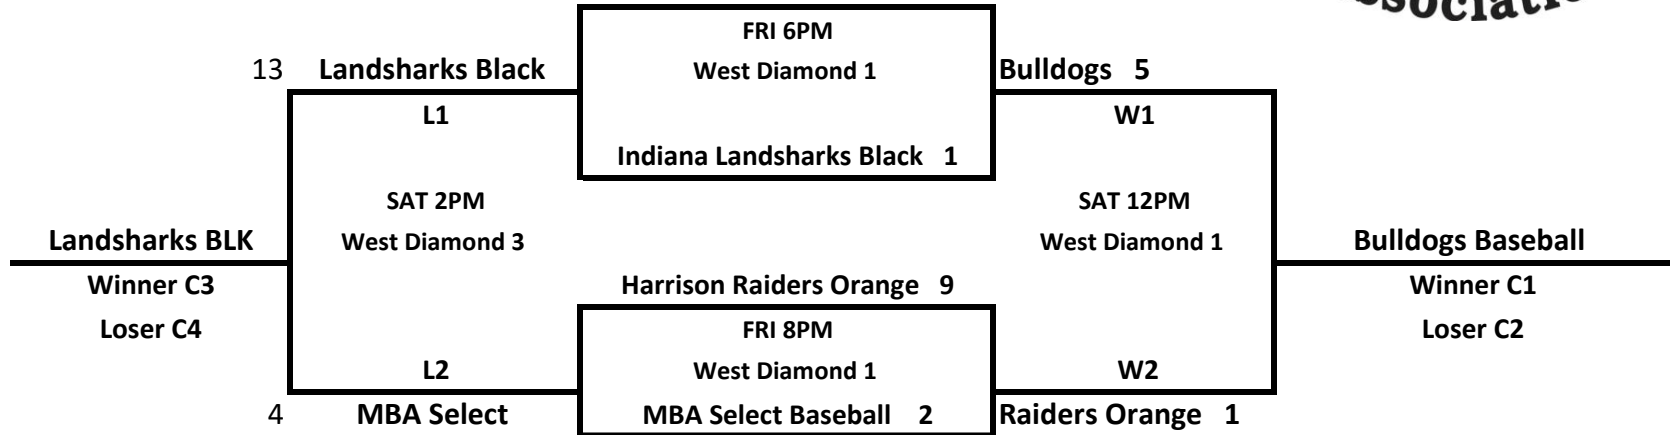 FRI 6PM
13 Landsharks Black West Diamond 1 Bulldogs 5
L1 W1
Indiana Landsharks Black 1
SAT 2PM SAT 12PM
Landsharks BLK West Diamond 3 West Diamond 1 Bulldogs Baseball
Winner C3 Harrison Raiders Orange 9 Winner C1
Loser C4 FRI 8PM Loser C2
L2 West Diamond 1 W2
4 MBA Select MBA Select Baseball 2 Raiders Orange 1